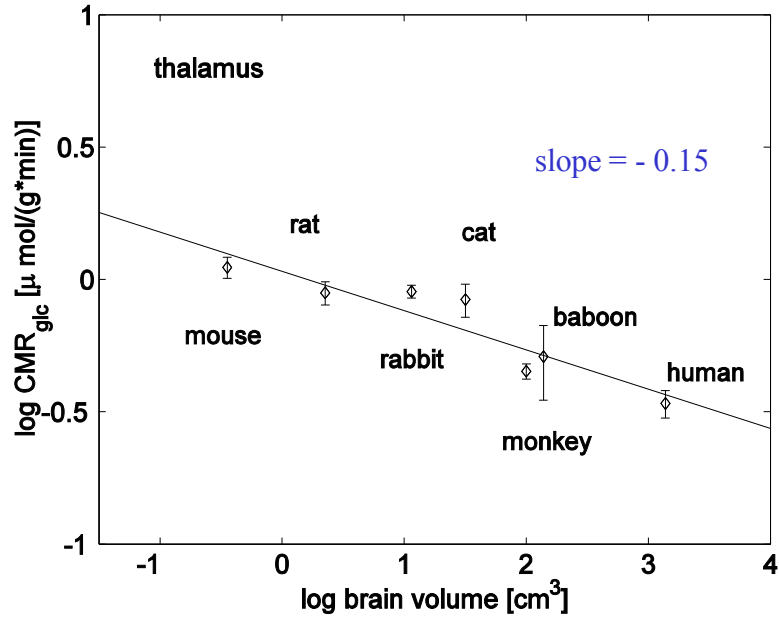 1
thalamus
0.5
slope = - 0.15
rat
cat
0
baboon
mouse
rabbit
human
-0.5
monkey
-1
log CMR_glc [μ mol/(g*min)]
-1 0 1 2 3 4
log brain volume [cm³]